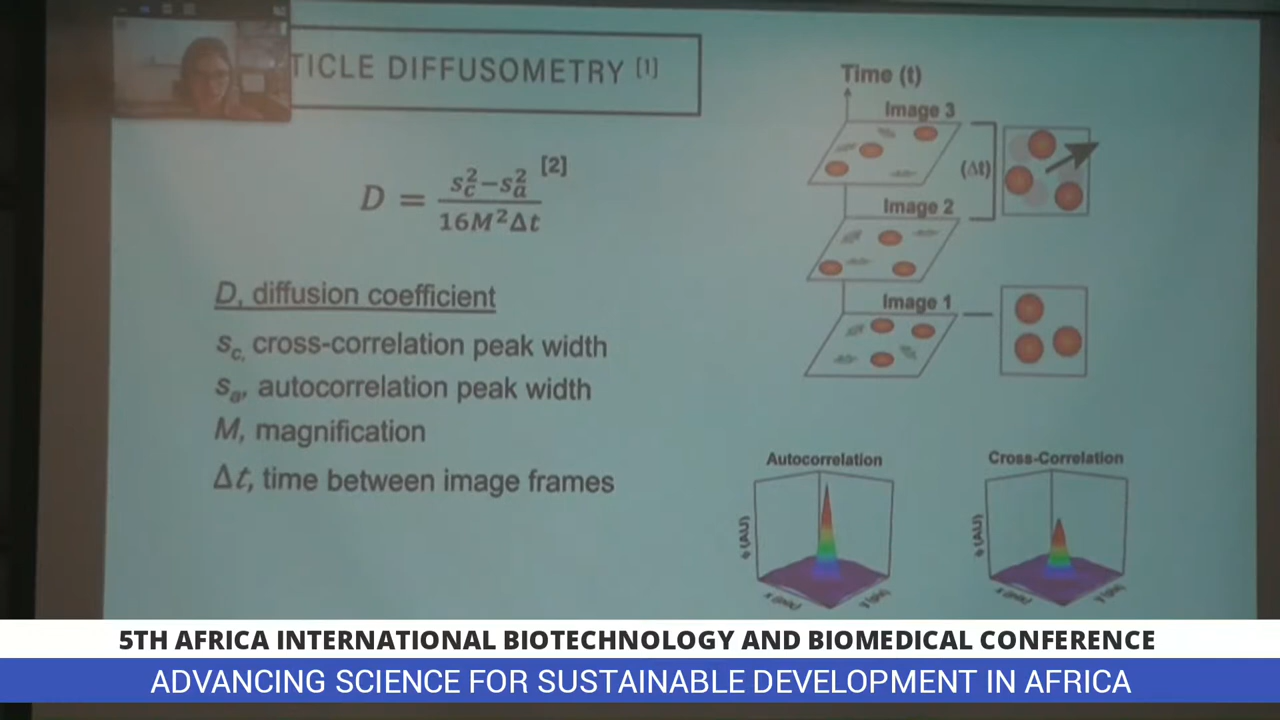 TICLE DIFFUSOMETRY [1]
D = s_c^2 − s_a^2 / 16M^2Δt [2]
D, diffusion coefficient
s_c, cross-correlation peak width
s_a, autocorrelation peak width
M, magnification
Δt, time between image frames
Time (t)
Image 3
(Δt)
Image 2
Image 1
Autocorrelation
Cross-Correlation
(AU)
(AU)
5TH AFRICA INTERNATIONAL BIOTECHNOLOGY AND BIOMEDICAL CONFERENCE
ADVANCING SCIENCE FOR SUSTAINABLE DEVELOPMENT IN AFRICA